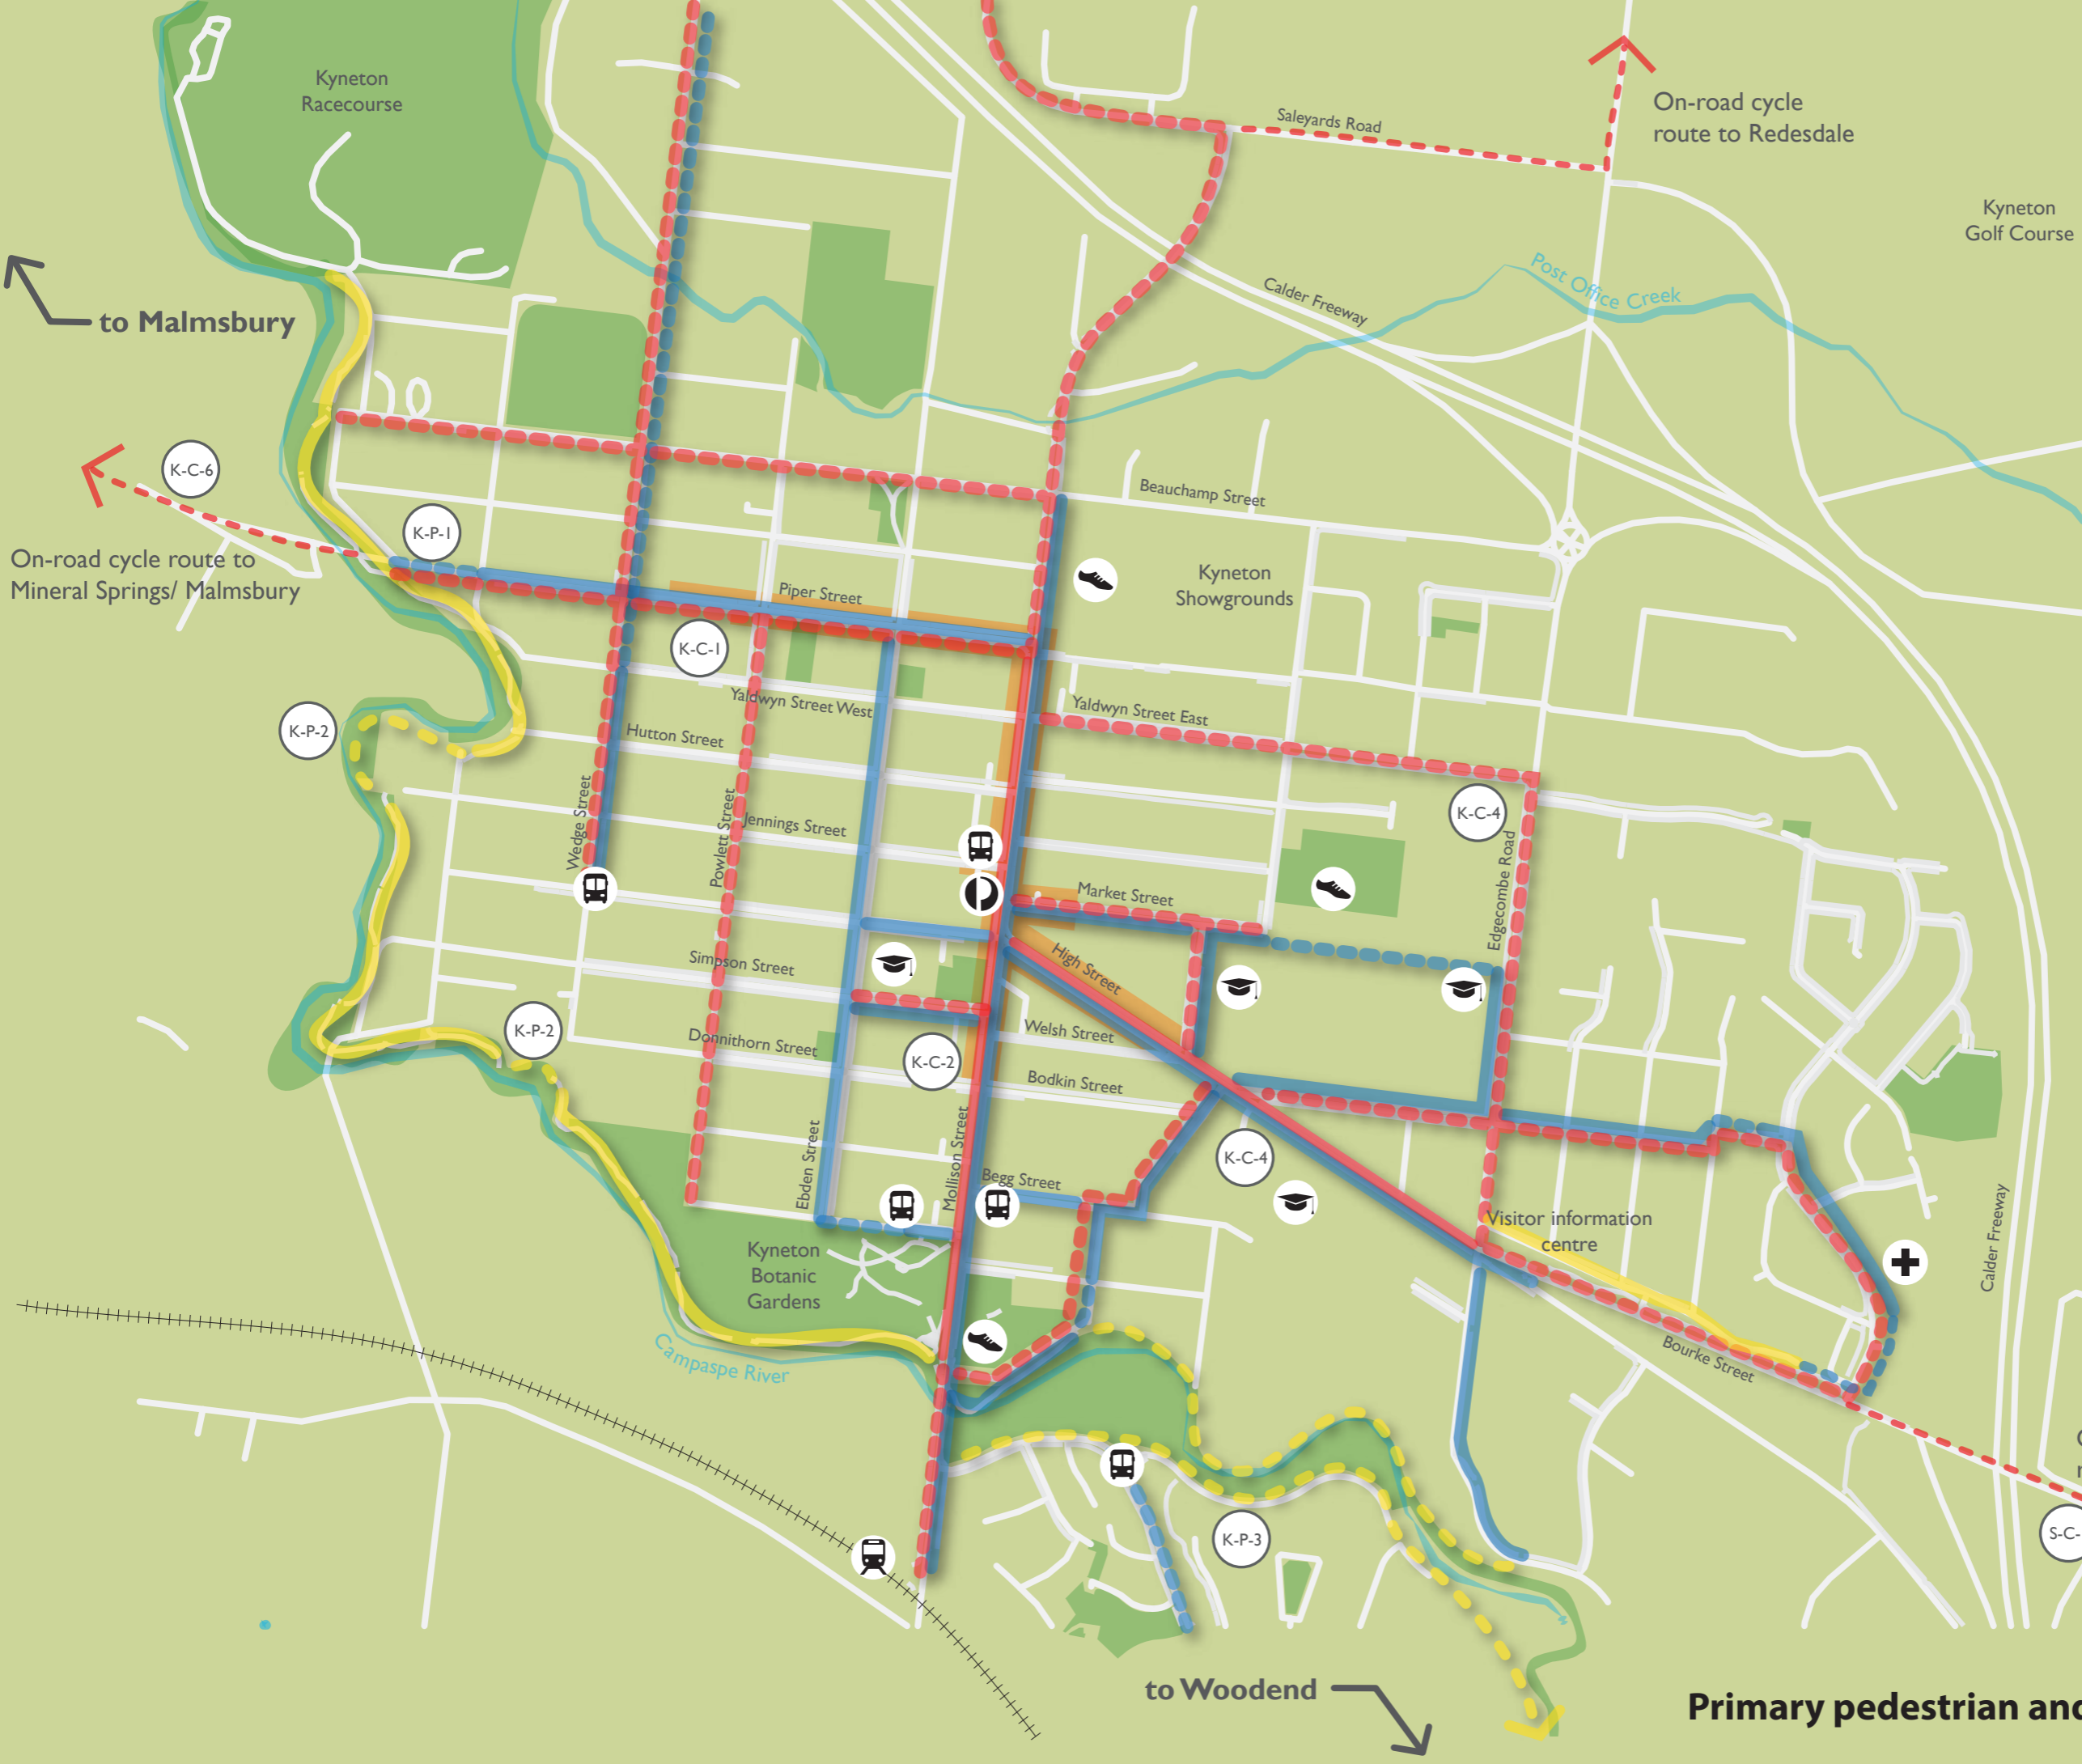 Kyneton
Racecourse
Saleyards Road
On-road cycle
route to Redesdale
Kyneton
Golf Course
Post Office Creek
Calder Freeway
to Malmsbury
K-C-6
Beauchamp Street
K-P-1
On-road cycle route to
Mineral Springs/ Malmsbury
Kyneton
Showgrounds
Piper Street
K-C-1
Yaldwyn Street West
Yaldwyn Street East
K-P-2
Hutton Street
Wedge Street
Powlett Street
Jennings Street
K-C-4
Edgecombe Road
Market Street
High Street
Simpson Street
K-P-2
Donnithorn Street
Welsh Street
K-C-2
Bodkin Street
Ebden Street
Mollison Street
K-C-4
Begg Street
Visitor information
centre
Calder Freeway
Kyneton
Botanic
Gardens
Campaspe River
Bourke Street
K-P-3
S-C-
to Woodend
Primary pedestrian and